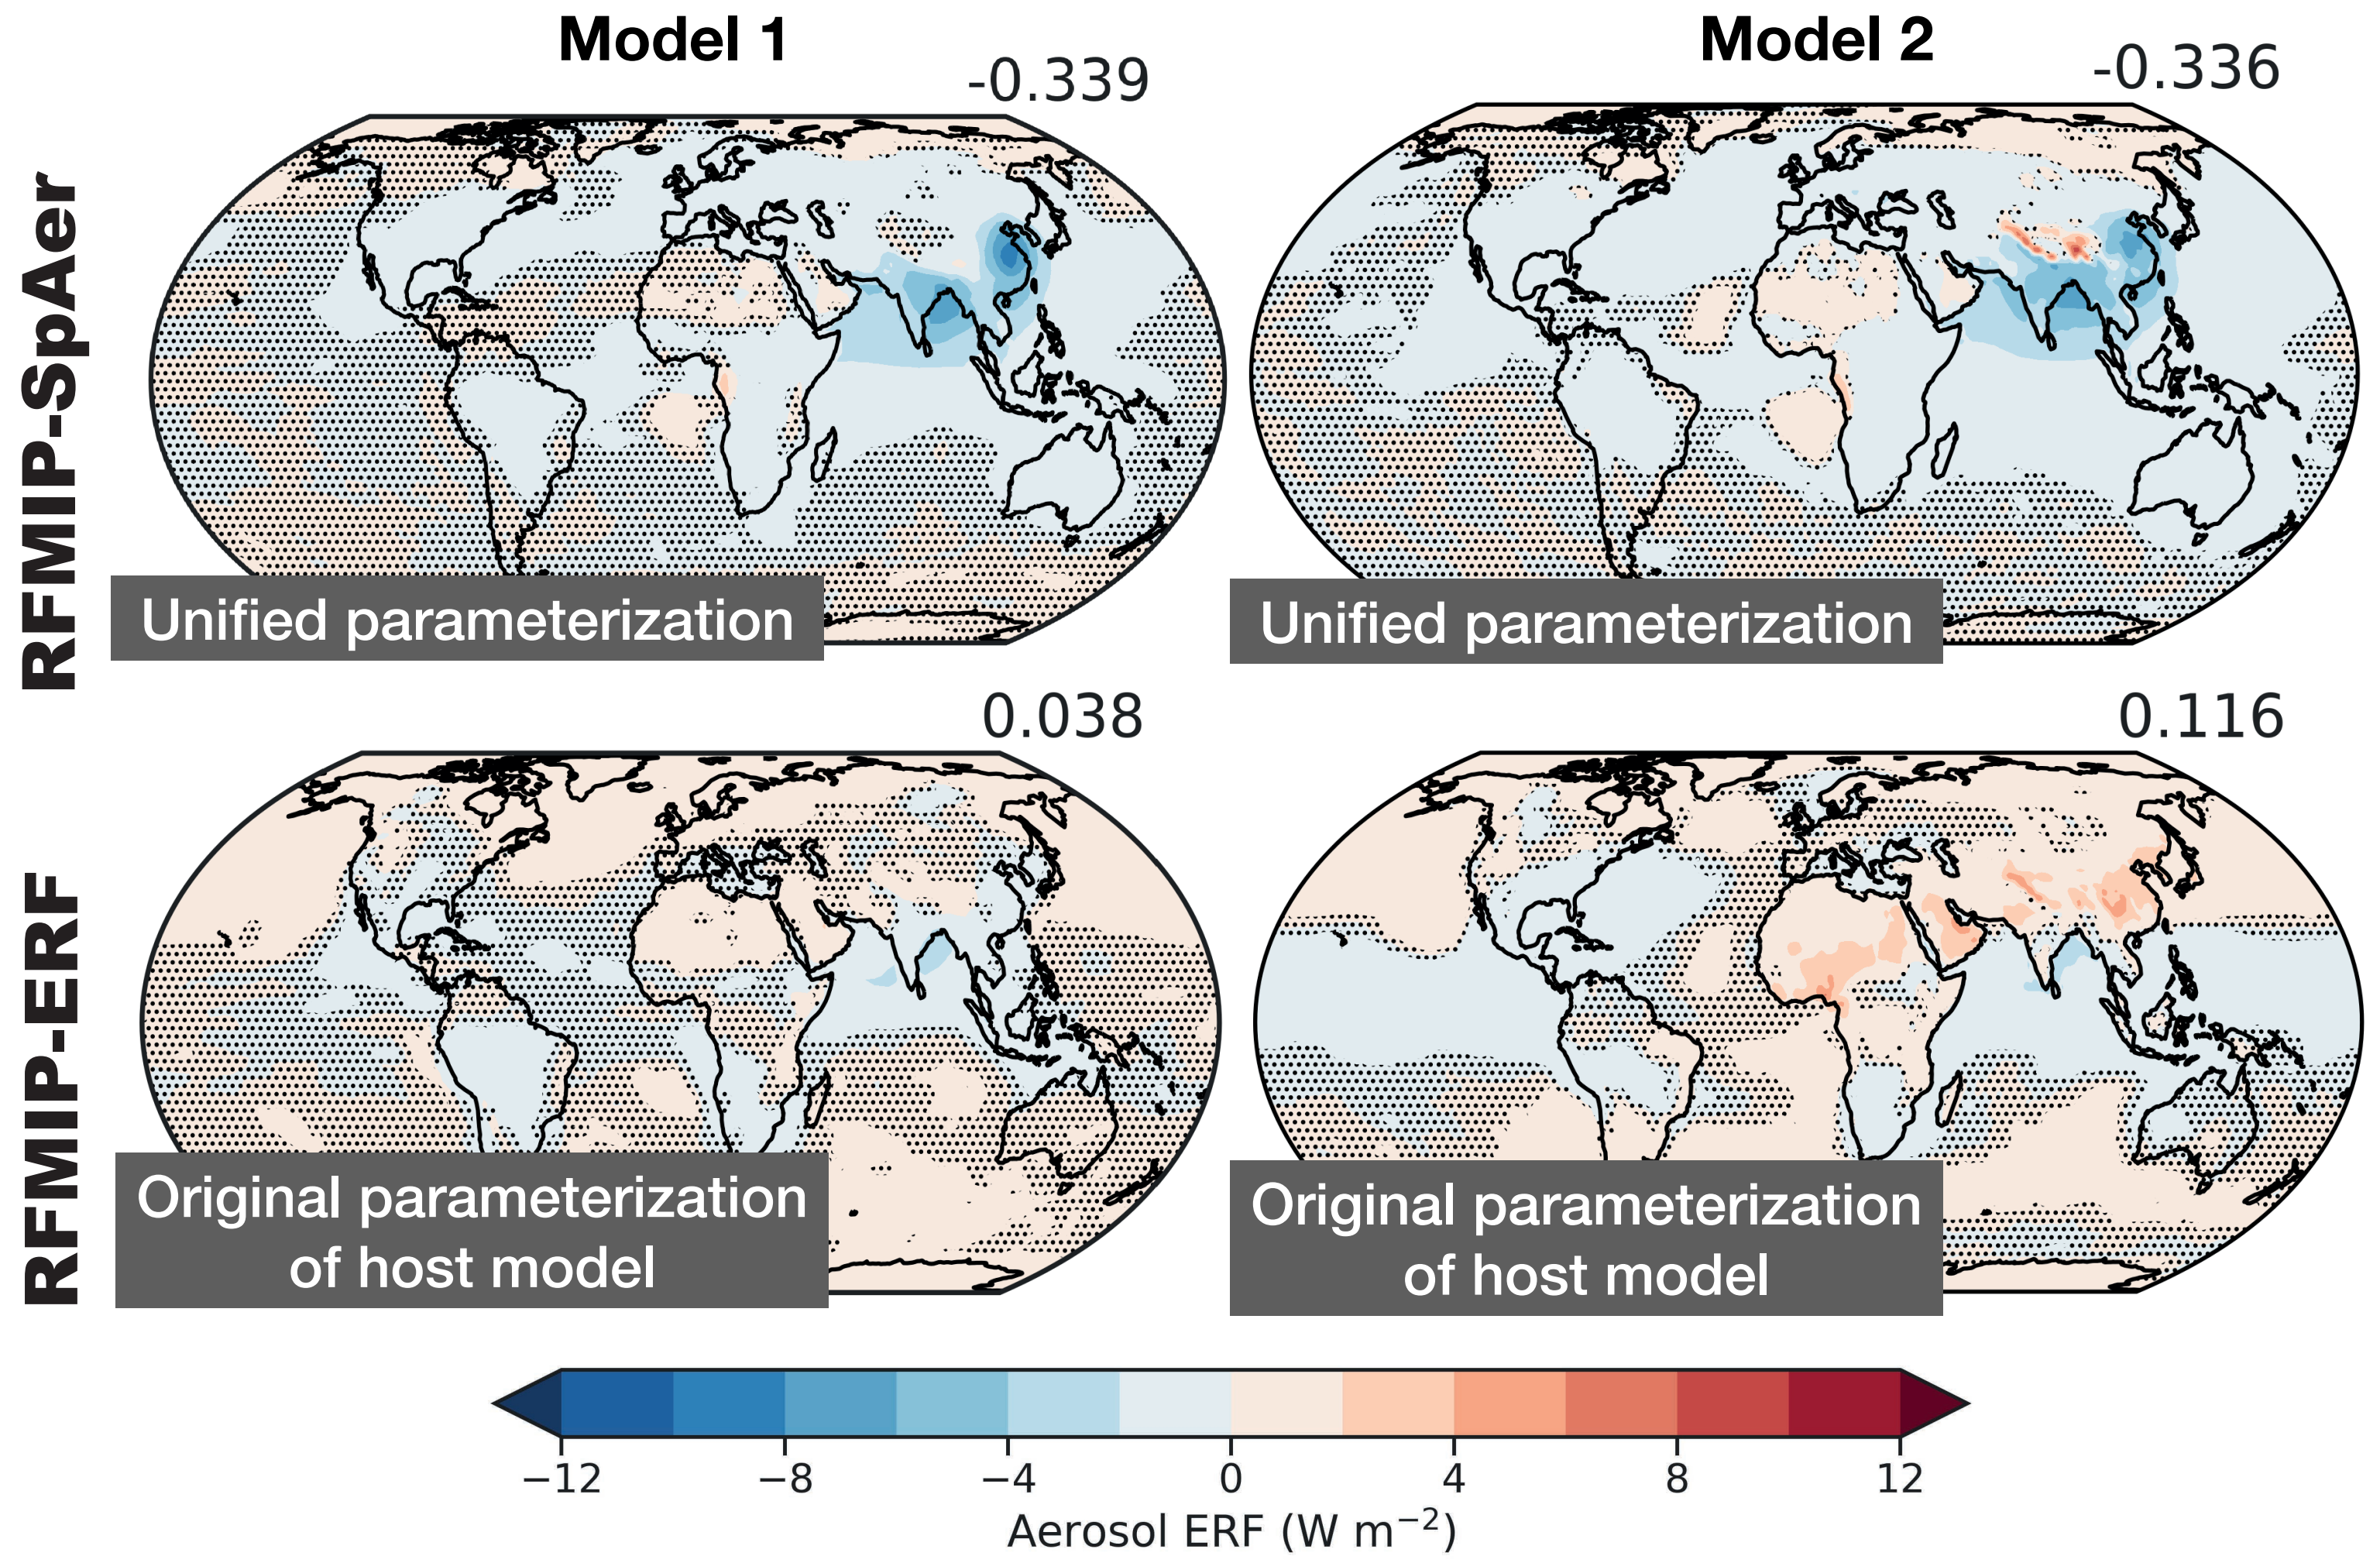 Model 1
Model 2
-0.339
-0.336
RFMIP-SpAer
Unified parameterization
Unified parameterization
0.038
0.116
RFMIP-ERF
Original parameterization
of host model
Original parameterization
of host model
−12 −8 −4 0 4 8 12
Aerosol ERF (W m⁻²)